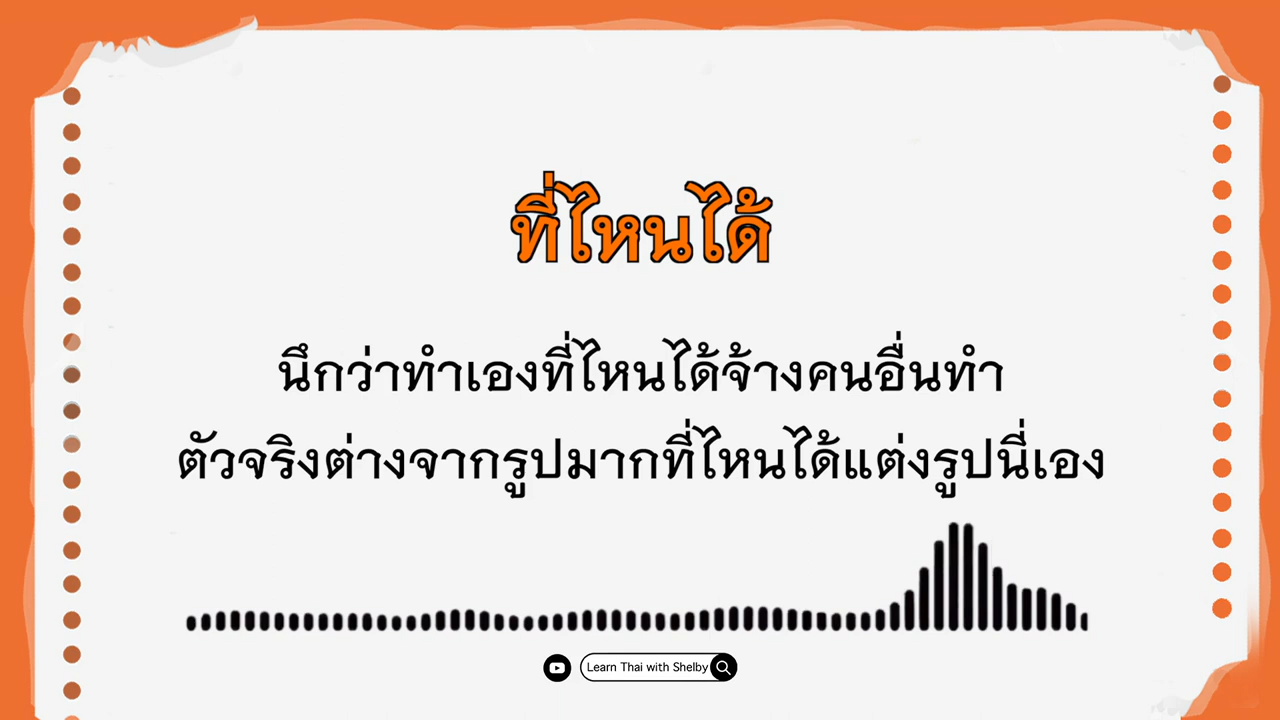 ที่ไหนได้
นึกว่าทำเองที่ไหนได้จ้างคนอื่นทำ
ตัวจริงต่างจากรูปมากที่ไหนได้แต่งรูปนี่เอง
Learn Thai with Shelby